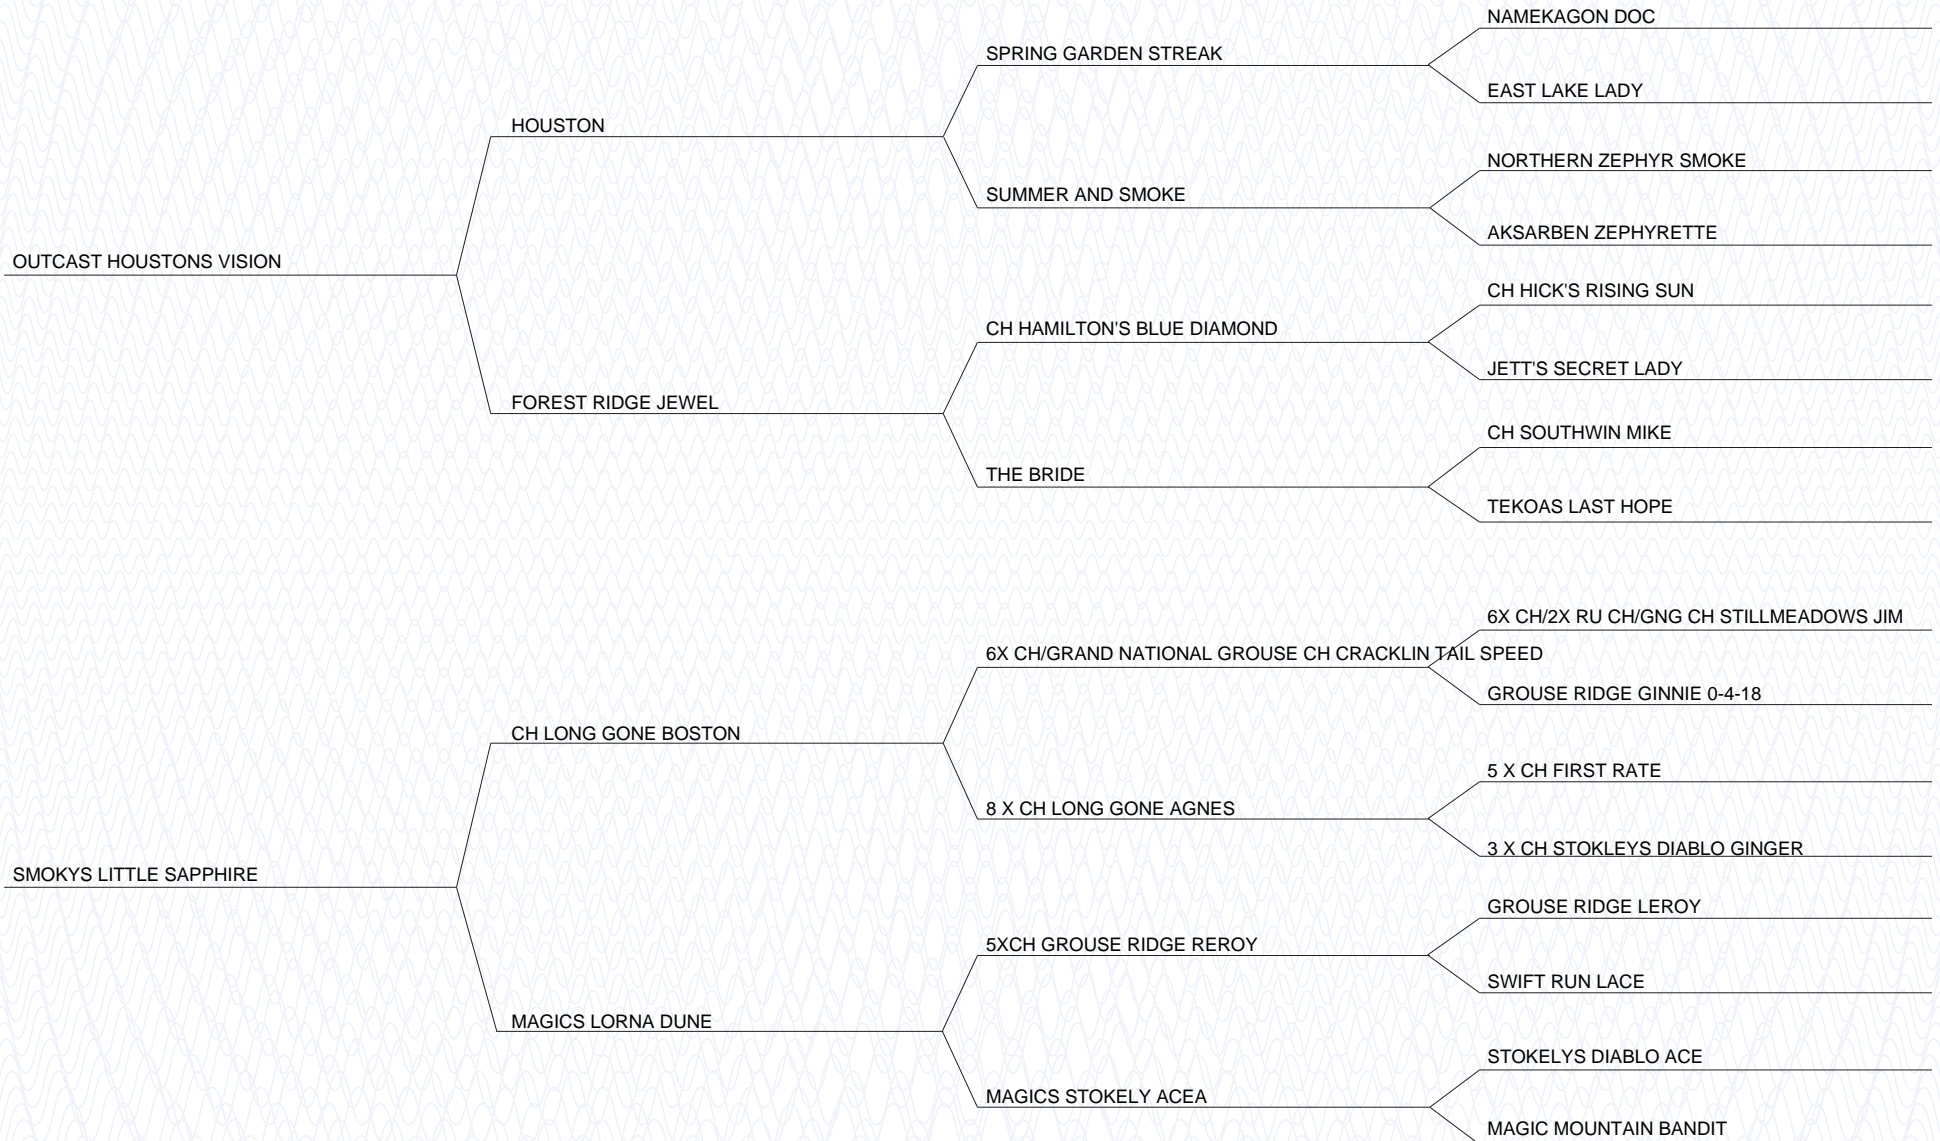 NAMEKAGON DOC
SPRING GARDEN STREAK
EAST LAKE LADY
HOUSTON
NORTHERN ZEPHYR SMOKE
SUMMER AND SMOKE
AKSARBEN ZEPHYRETTE
OUTCAST HOUSTONS VISION
CH HICK'S RISING SUN
CH HAMILTON'S BLUE DIAMOND
JETT'S SECRET LADY
FOREST RIDGE JEWEL
CH SOUTHWIN MIKE
THE BRIDE
TEKOAS LAST HOPE
6X CH/2X RU CH/GNG CH STILLMEADOWS JIM
6X CH/GRAND NATIONAL GROUSE CH CRACKLIN TAIL SPEED
GROUSE RIDGE GINNIE 0-4-18
CH LONG GONE BOSTON
5 X CH FIRST RATE
8 X CH LONG GONE AGNES
3 X CH STOKLEYS DIABLO GINGER
SMOKYS LITTLE SAPPHIRE
GROUSE RIDGE LEROY
5XCH GROUSE RIDGE REROY
SWIFT RUN LACE
MAGICS LORNA DUNE
STOKELYS DIABLO ACE
MAGICS STOKELY ACEA
MAGIC MOUNTAIN BANDIT